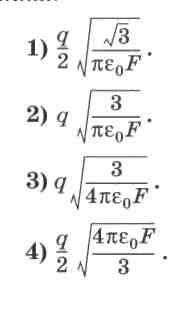 1) q/2 √(√3/(πε₀F)).
2) q √(3/(πε₀F)).
3) q √(3/(4πε₀F)).
4) q/2 √(4πε₀F/3).